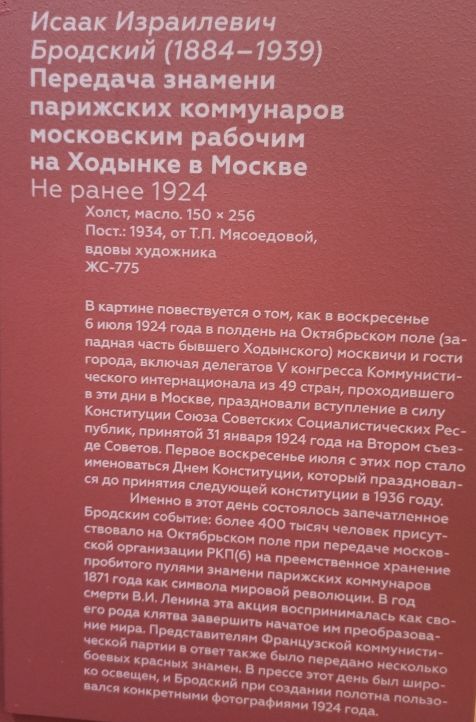 Исаак Израилевич
Бродский (1884–1939)
Передача знамени
парижских коммунаров
московским рабочим
на Ходынке в Москве
Не ранее 1924
Холст, масло. 150 × 256
Пост.: 1934, от Т.П. Мясоедовой,
вдовы художника
ЖС-775
В картине повествуется о том, как в воскресенье
6 июля 1924 года в полдень на Октябрьском поле (за-
падная часть бывшего Ходынского) москвичи и гости
города, включая делегатов V конгресса Коммунисти-
ческого интернационала из 49 стран, проходившего
в эти дни в Москве, праздновали вступление в силу
Конституции Союза Советских Социалистических Рес-
публик, принятой 31 января 1924 года на Втором съез-
де Советов. Первое воскресенье июля с этих пор стало
именоваться Днем Конституции, который праздновал-
ся до принятия следующей конституции в 1936 году.
Именно в этот день состоялось запечатленное
Бродским событие: более 400 тысяч человек присут-
ствовало на Октябрьском поле при передаче москов-
ской организации РКП(б) на преемственное хранение
пробитого пулями знамени парижских коммунаров
1871 года как символа мировой революции. В год
смерти В.И. Ленина эта акция воспринималась как сво-
его рода клятва завершить начатое им преобразова-
ние мира. Представителям Французской коммунисти-
ческой партии в ответ также было передано несколько
боевых красных знамен. В прессе этот день был широ-
ко освещен, и Бродский при создании полотна пользо-
вался конкретными фотографиями 1924 года.